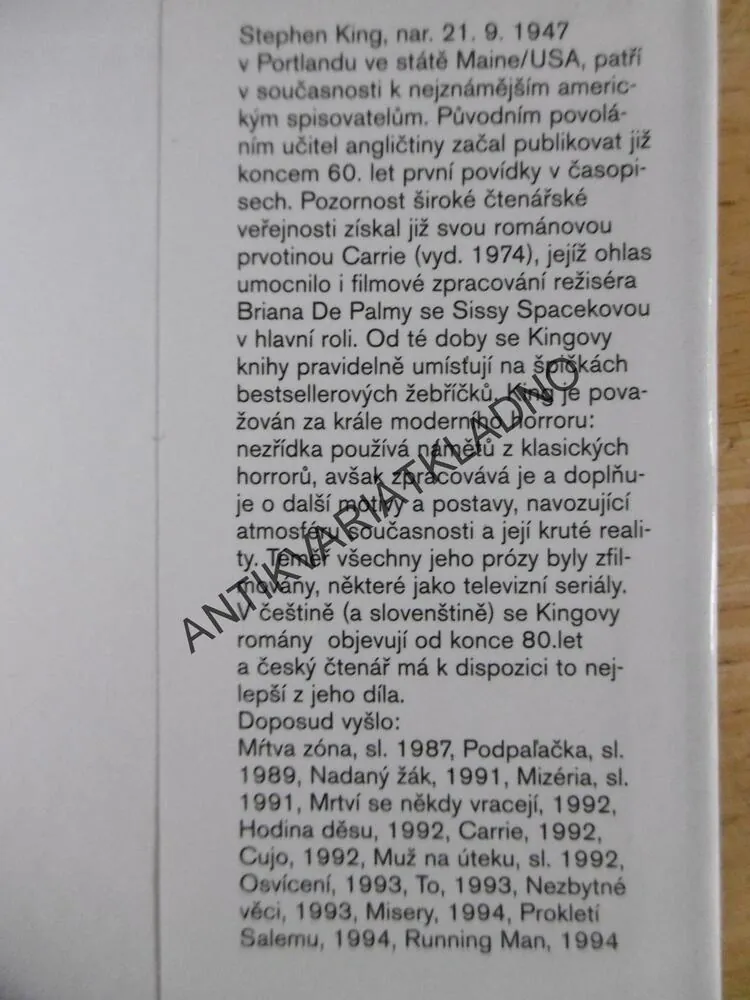 Stephen King, nar. 21. 9. 1947
v Portlandu ve státě Maine/USA, patří
v současnosti k nejznámějším americ-
kým spisovatelům. Původním povolá-
ním učitel angličtiny začal publikovat již
koncem 60. let první povídky v časopi-
sech. Pozornost široké čtenářské
veřejnosti získal již svou románovou
prvotinou Carrie (vyd. 1974), jejíž ohlas
umocnilo i filmové zpracování režiséra
Briana De Palmy se Sissy Spacekovou
v hlavní roli. Od té doby se Kingovy
knihy pravidelně umísťují na špičkách
bestsellerových žebříčků. King je pova-
žován za krále moderního horroru:
nezřídka používá námětů z klasických
horrorů, avšak zpracovává je a doplňu-
je o další motivy a postavy, navozující
atmosféru současnosti a její kruté reali-
ty. Téměř všechny jeho prózy byly zfil-
movány, některé jako televizní seriály.
V češtině (a slovenštině) se Kingovy
romány objevují od konce 80.let
a český čtenář má k dispozici to nej-
lepší z jeho díla.
Doposud vyšlo:
Mŕtva zóna, sl. 1987, Podpaľačka, sl.
1989, Nadaný žák, 1991, Mizéria, sl.
1991, Mrtví se někdy vracejí, 1992,
Hodina děsu, 1992, Carrie, 1992,
Cujo, 1992, Muž na úteku, sl. 1992,
Osvícení, 1993, To, 1993, Nezbytné
věci, 1993, Misery, 1994, Prokletí
Salemu, 1994, Running Man, 1994
ANTIKVARIÁTKLADNO